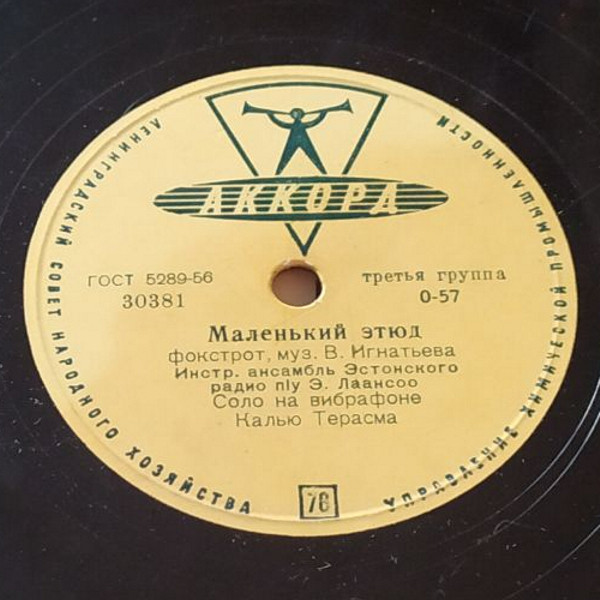 АККОРД
ЛЕНИНГРАДСКИЙ СОВЕТ НАРОДНОГО ХОЗЯЙСТВА
УПРАВЛЕНИЕ ХИМИЧЕСКОЙ ПРОМЫШЛЕННОСТИ
ГОСТ 5289-56
30381
третья группа
0-57
Маленький этюд
фокстрот, муз. В. Игнатьева
Инстр. ансамбль Эстонского
радио п/у Э. Лаансоо
Соло на вибрафоне
Калью Терасма
78